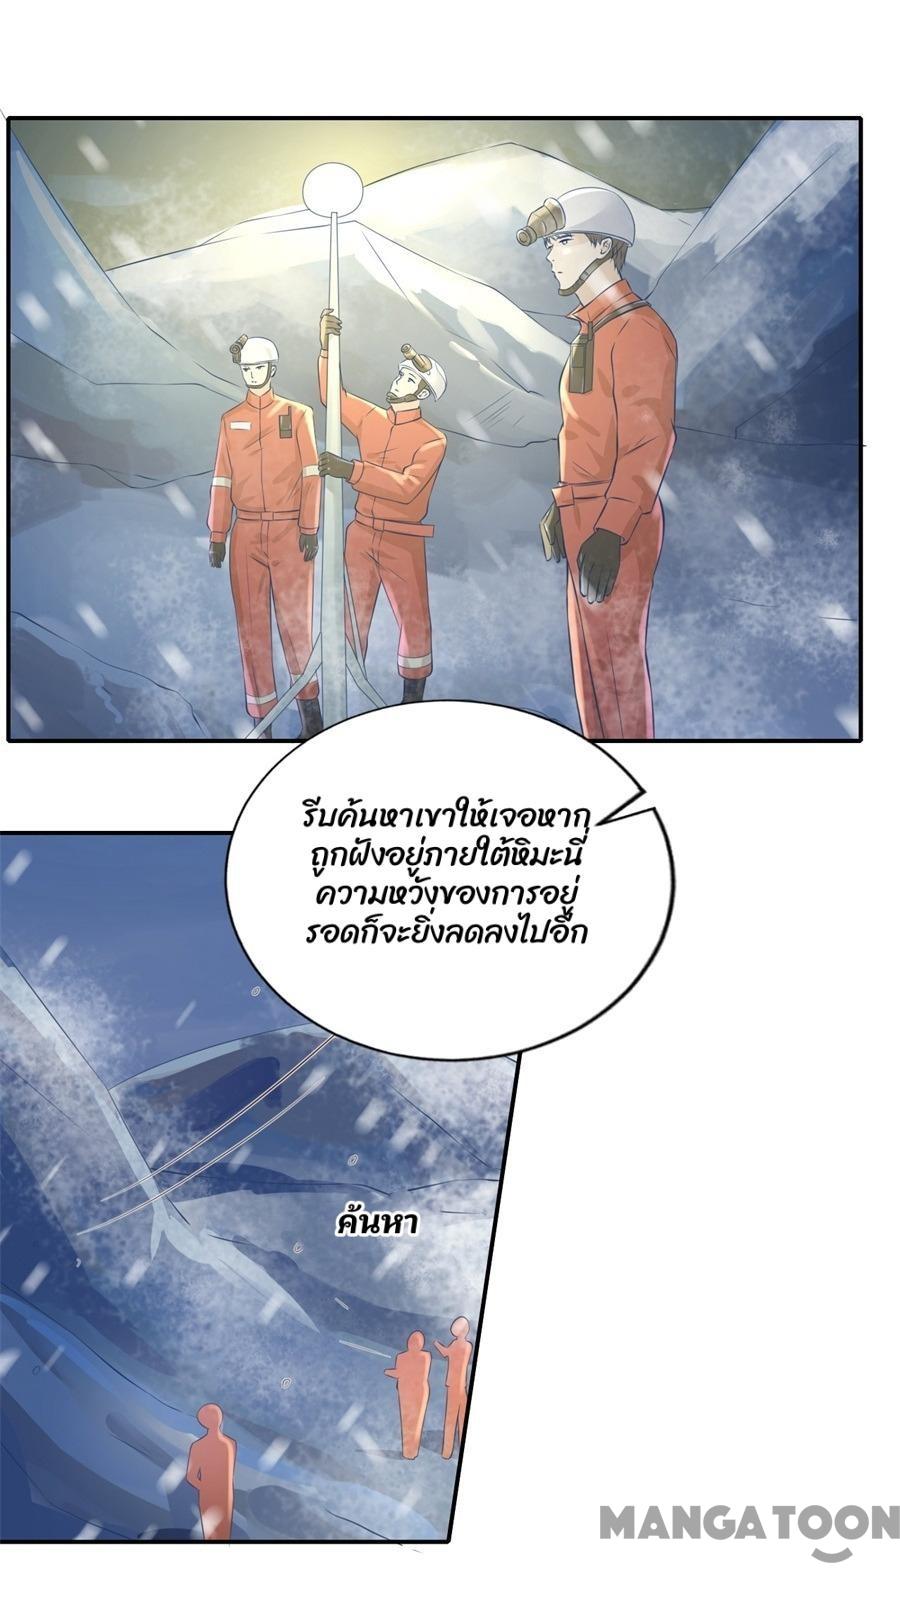 รีบค้นหาเขาให้เจอหาก
ถูกฝังอยู่ภายใต้หิมะนี่
ความหวังของการอยู่
รอดก็จะยิ่งลดลงไปอีก
ค้นหา
MANGATOON